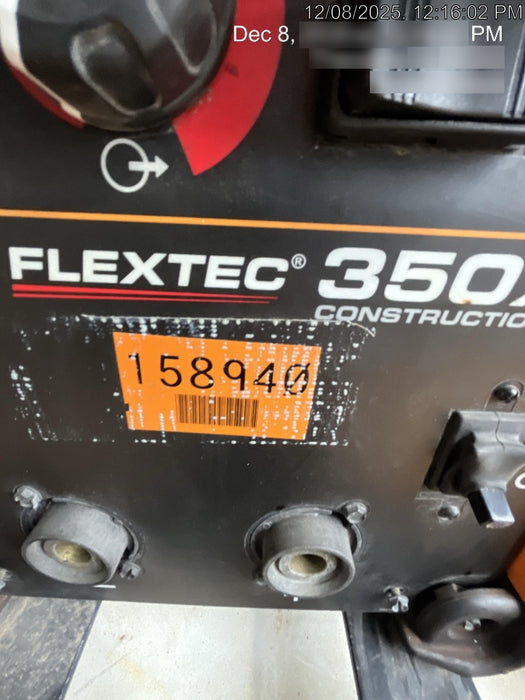 12/08/2025. 12:16:02 PM
Dec 8, PM
FLEXTEC® 350
CONSTRUCTIO
158940